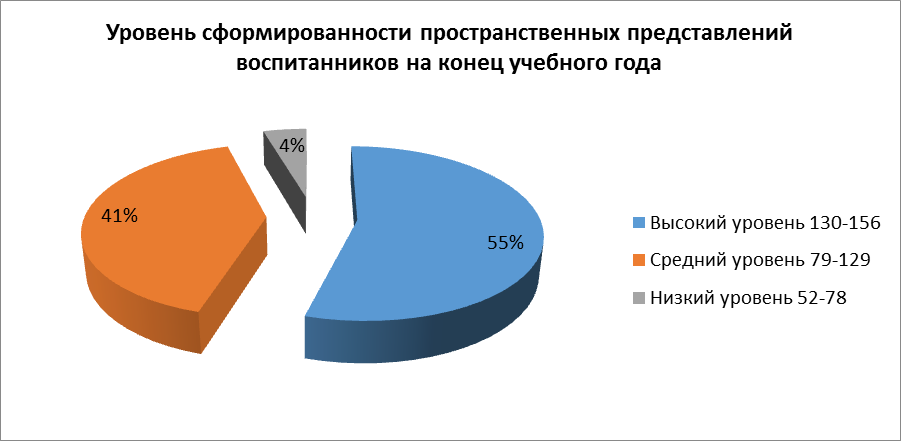 Уровень сформированности пространственных представлений
воспитанников на конец учебного года
4%
41%
55%
Высокий уровень 130-156
Средний уровень 79-129
Низкий уровень 52-78